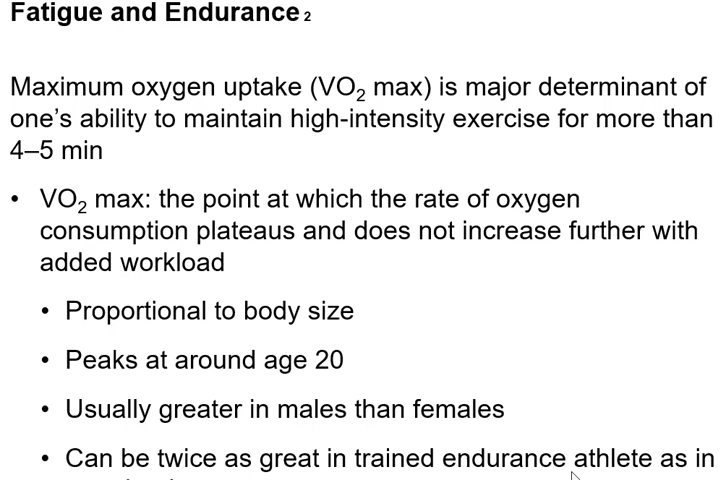 Fatigue and Endurance 2
Maximum oxygen uptake (VO2 max) is major determinant of
one’s ability to maintain high-intensity exercise for more than
4–5 min
• VO2 max: the point at which the rate of oxygen
consumption plateaus and does not increase further with
added workload
• Proportional to body size
• Peaks at around age 20
• Usually greater in males than females
• Can be twice as great in trained endurance athlete as in